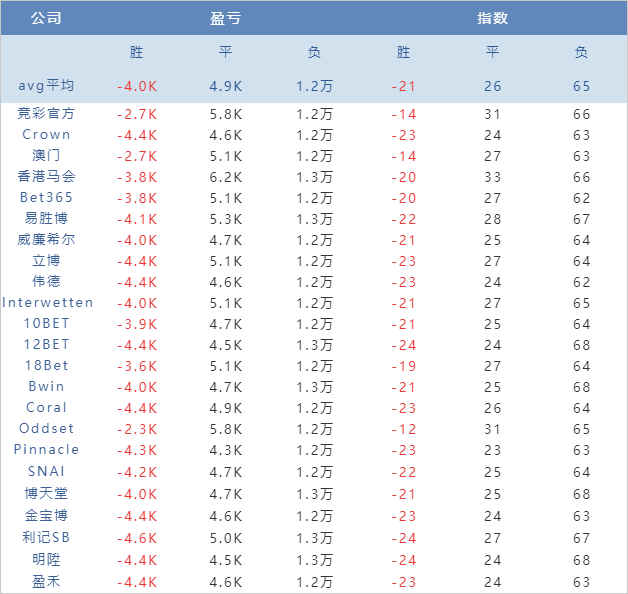 公司 盈亏 指数
胜 平 负 胜 平 负
avg平均 -4.0K 4.9K 1.2万 -21 26 65
竞彩官方 -2.7K 5.8K 1.2万 -14 31 66
Crown -4.4K 4.6K 1.2万 -23 24 63
澳门 -2.7K 5.1K 1.2万 -14 27 63
香港马会 -3.8K 6.2K 1.3万 -20 33 66
Bet365 -3.8K 5.1K 1.2万 -20 27 62
易胜博 -4.1K 5.3K 1.3万 -22 28 67
威廉希尔 -4.0K 4.7K 1.2万 -21 25 64
立博 -4.4K 5.1K 1.2万 -23 27 64
伟德 -4.4K 4.6K 1.2万 -23 24 62
Interwetten -4.0K 5.1K 1.2万 -21 27 65
10BET -3.9K 4.7K 1.2万 -21 25 64
12BET -4.4K 4.5K 1.3万 -24 24 68
18Bet -3.6K 5.1K 1.2万 -19 27 64
Bwin -4.0K 4.7K 1.3万 -21 25 68
Coral -4.4K 4.9K 1.2万 -23 26 64
Oddset -2.3K 5.8K 1.2万 -12 31 65
Pinnacle -4.3K 4.3K 1.2万 -23 23 63
SNAI -4.2K 4.7K 1.2万 -22 25 64
博天堂 -4.0K 4.7K 1.3万 -21 25 68
金宝博 -4.4K 4.6K 1.2万 -23 24 63
利记SB -4.6K 5.0K 1.3万 -24 27 67
明陞 -4.4K 4.5K 1.3万 -24 24 68
盈禾 -4.4K 4.6K 1.2万 -23 24 63